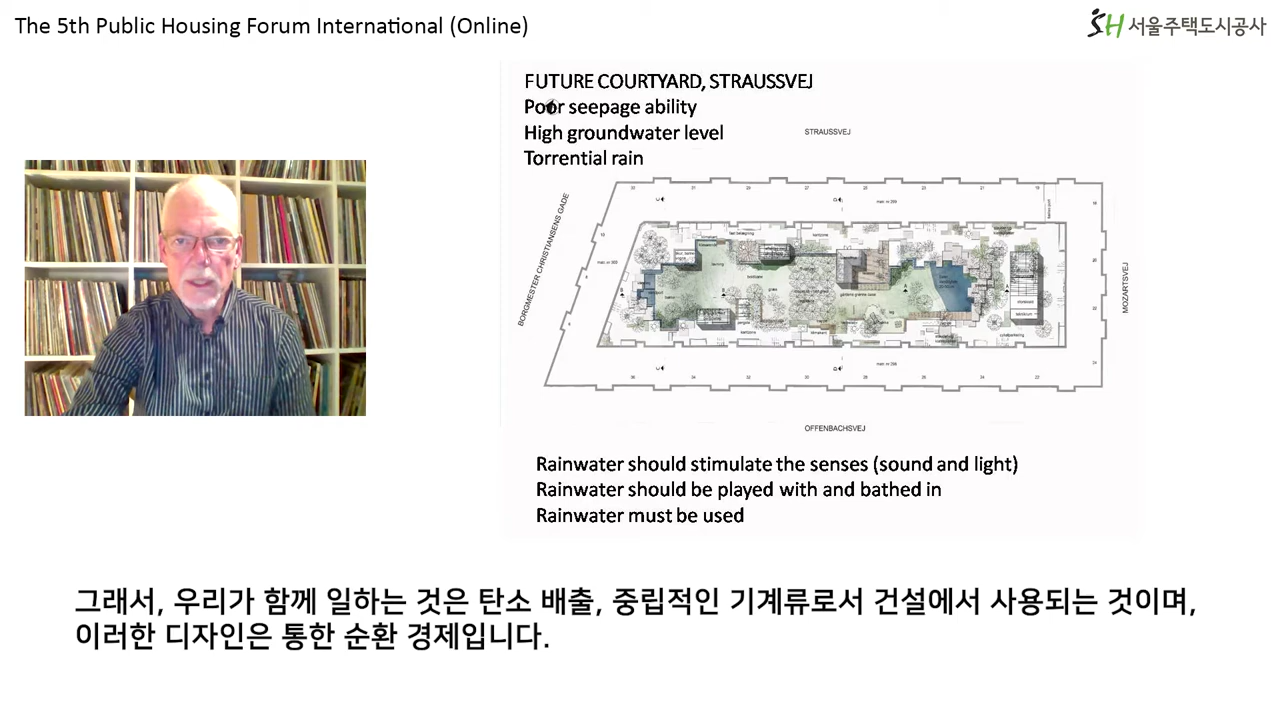 The 5th Public Housing Forum International (Online)
SH 서울주택도시공사
FUTURE COURTYARD, STRAUSSVEJ
Poor seepage ability
High groundwater level
Torrential rain
STRAUSSVEJ
BORGMESTER CHRISTIANSENS GADE
MOZARTSVEJ
OFFENBACHSVEJ
Rainwater should stimulate the senses (sound and light)
Rainwater should be played with and bathed in
Rainwater must be used
그래서, 우리가 함께 일하는 것은 탄소 배출, 중립적인 기계류로서 건설에서 사용되는 것이며,
이러한 디자인은 통한 순환 경제입니다.